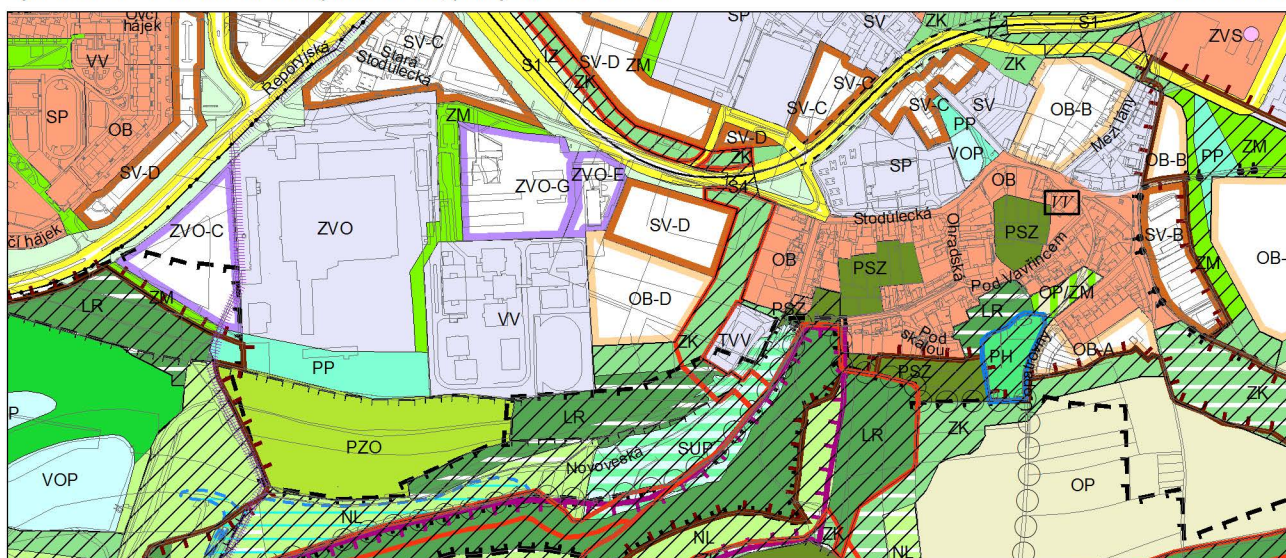 Ovčí
hájek
VV
SP
OB
SV-D
Řeporyjská
SV-C
Stará
Stodůlecká
S1
IZ
SV-D
ZK
ZM
SP
SV
ZK
S1
ZVS
SV-C
SV-C
SV-C
SV
OB-B
Mezi lány
ZK
PP
VOP
SV-D
ZK
S1
SP
OB-B
PP
ZM
ZM
ZVO-G
ZVO-E
ZVO-C
ZVO
SV-D
OB
VV
Stodůlecká
Ohradská
PSZ
PSZ
OB
SV-B
ZM
OB-
Pod Vavřincem
OP/ZM
LR
PH
OB-A
OB-D
ZK
VV
TVV
PSZ
Pod
skalou
PSZ
LR
ZM
PP
PZO
LR
SUP
Novoveská
LR
ZK
ZK
OP
VOP
NL
NL
ZK
NL